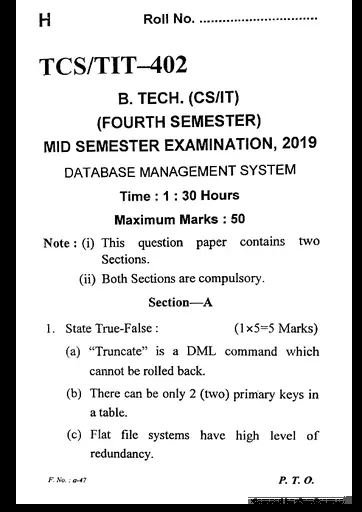 H Roll No. ..............................
TCS/TIT–402
B. TECH. (CS/IT)
(FOURTH SEMESTER)
MID SEMESTER EXAMINATION, 2019
DATABASE MANAGEMENT SYSTEM
Time : 1 : 30 Hours
Maximum Marks : 50
Note : (i) This question paper contains two
Sections.
(ii) Both Sections are compulsory.
Section—A
1. State True-False : (1×5=5 Marks)
(a) “Truncate” is a DML command which
cannot be rolled back.
(b) There can be only 2 (two) primary keys in
a table.
(c) Flat file systems have high level of
redundancy.
F. No. : a-47 P. T. O.